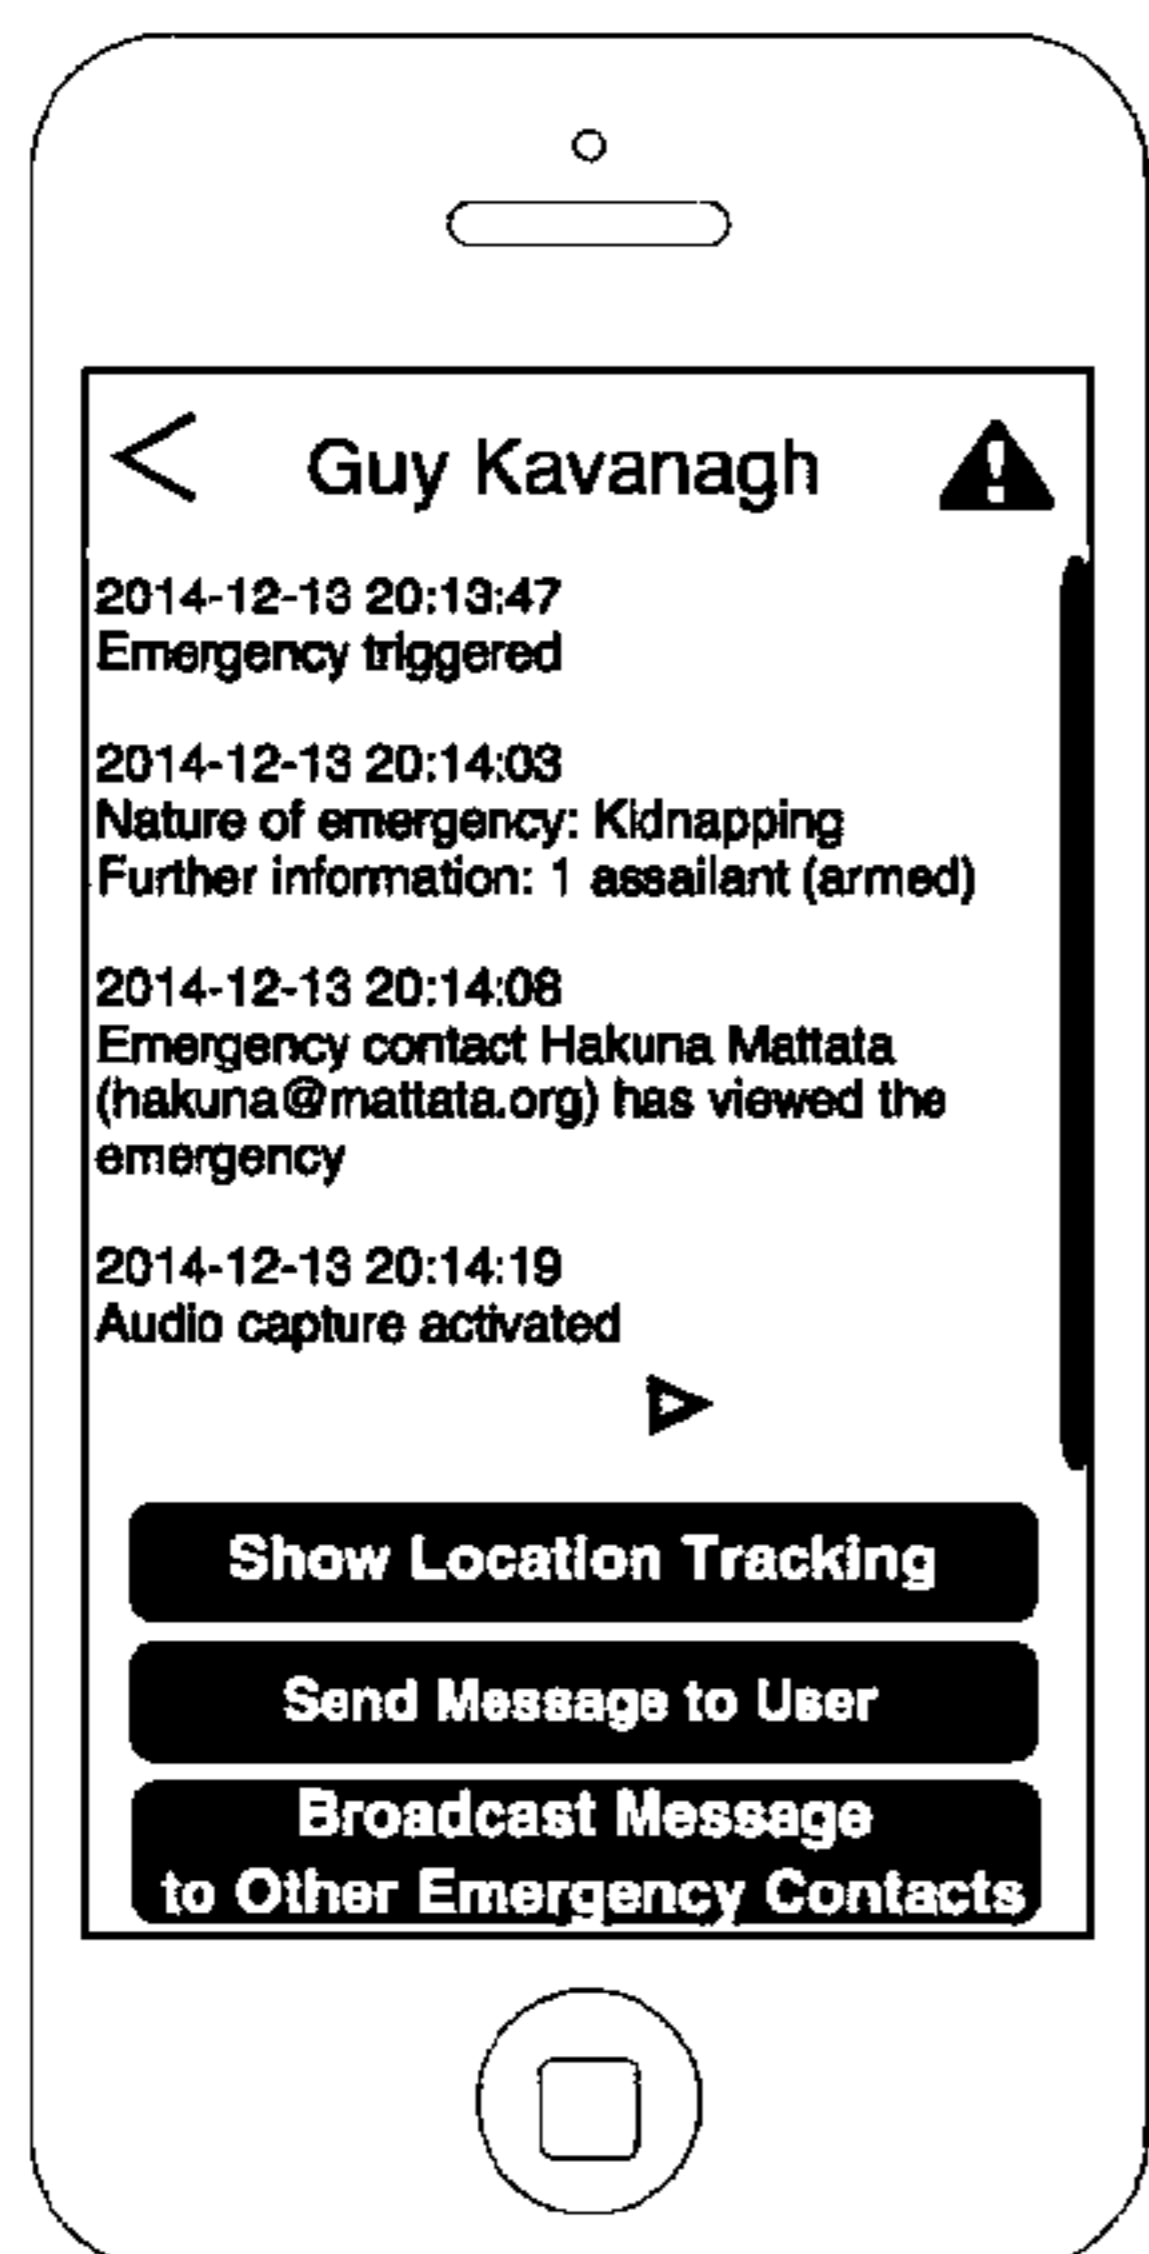 Guy Kavanagh
2014-12-13 20:13:47
Emergency triggered
2014-12-13 20:14:03
Nature of emergency: Kidnapping
Further information: 1 assailant (armed)
2014-12-13 20:14:08
Emergency contact Hakuna Mattata
(hakuna@mattata.org) has viewed the
emergency
2014-12-13 20:14:19
Audio capture activated
Show Location Tracking
Send Message to User
Broadcast Message
to Other Emergency Contacts